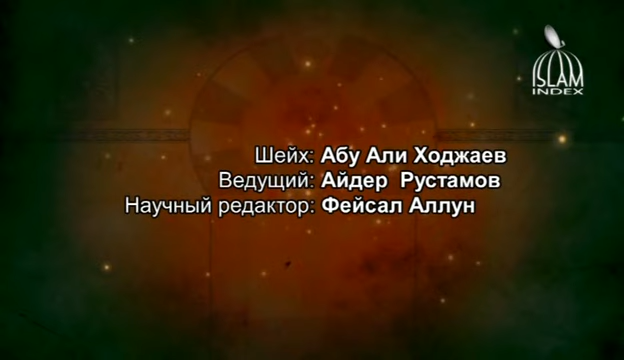 ISLAM
INDEX
Шейх: Абу Али Ходжаев
Ведущий: Айдер Рустамов
Научный редактор: Фейсал Аллун